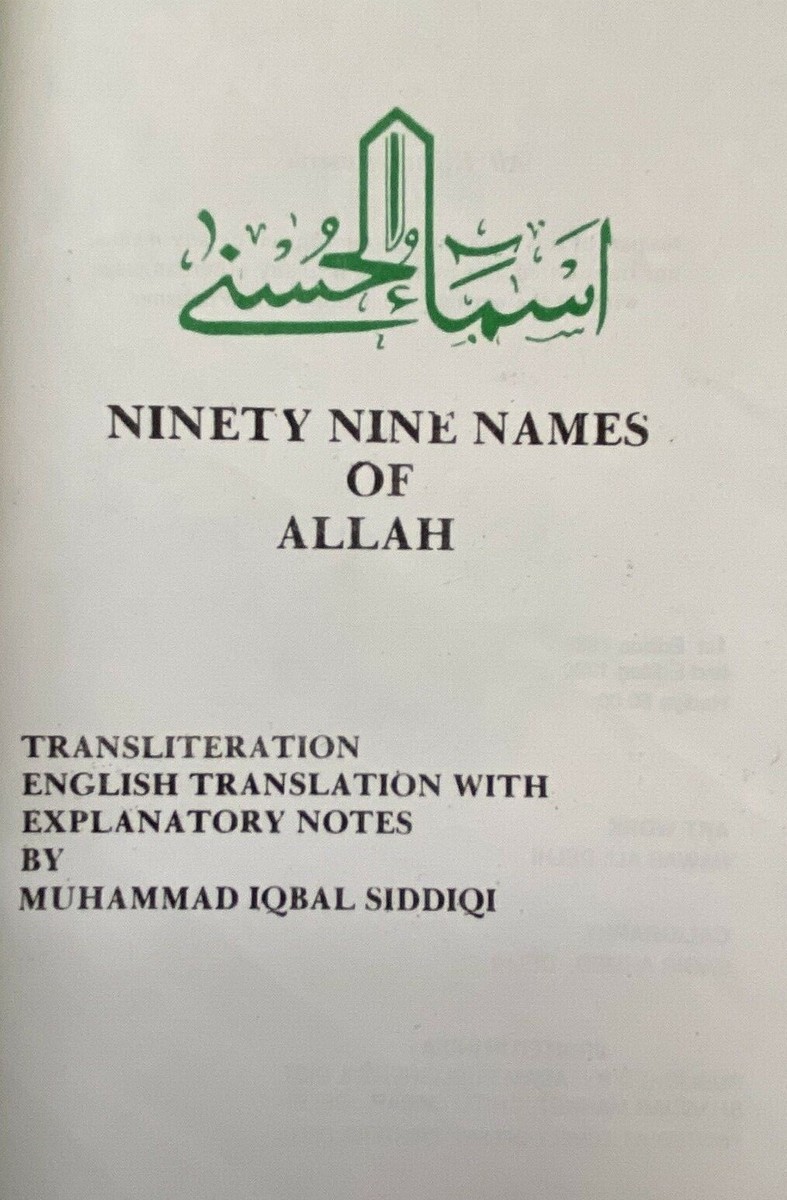 اسماء الحسنى
NINETY NINE NAMES
OF
ALLAH
TRANSLITERATION
ENGLISH TRANSLATION WITH
EXPLANATORY NOTES
BY
MUHAMMAD IQBAL SIDDIQI